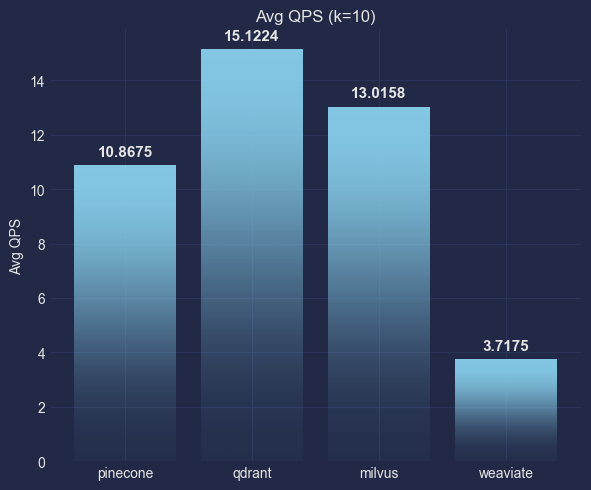 Avg QPS (k=10)
15.1224
14
13.0158
12
10.8675
10
Avg QPS
8
6
4
3.7175
2
0
pinecone
qdrant
milvus
weaviate